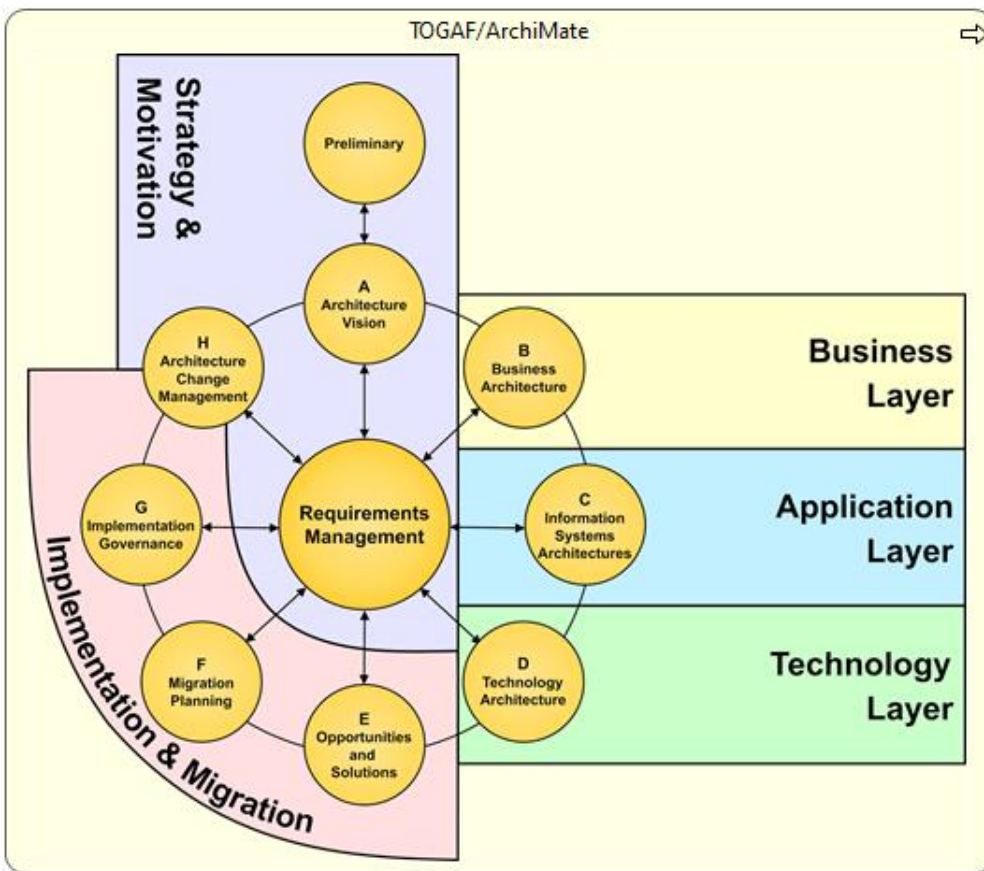 TOGAF/ArchiMate
Strategy &
Motivation
Preliminary
A
Architecture
Vision
H
Architecture
Change
Management
B
Business
Architecture
Business
Layer
G
Implementation
Governance
Requirements
Management
C
Information
Systems
Architectures
Application
Layer
F
Migration
Planning
E
Opportunities
and
Solutions
D
Technology
Architecture
Technology
Layer
Implementation & Migration